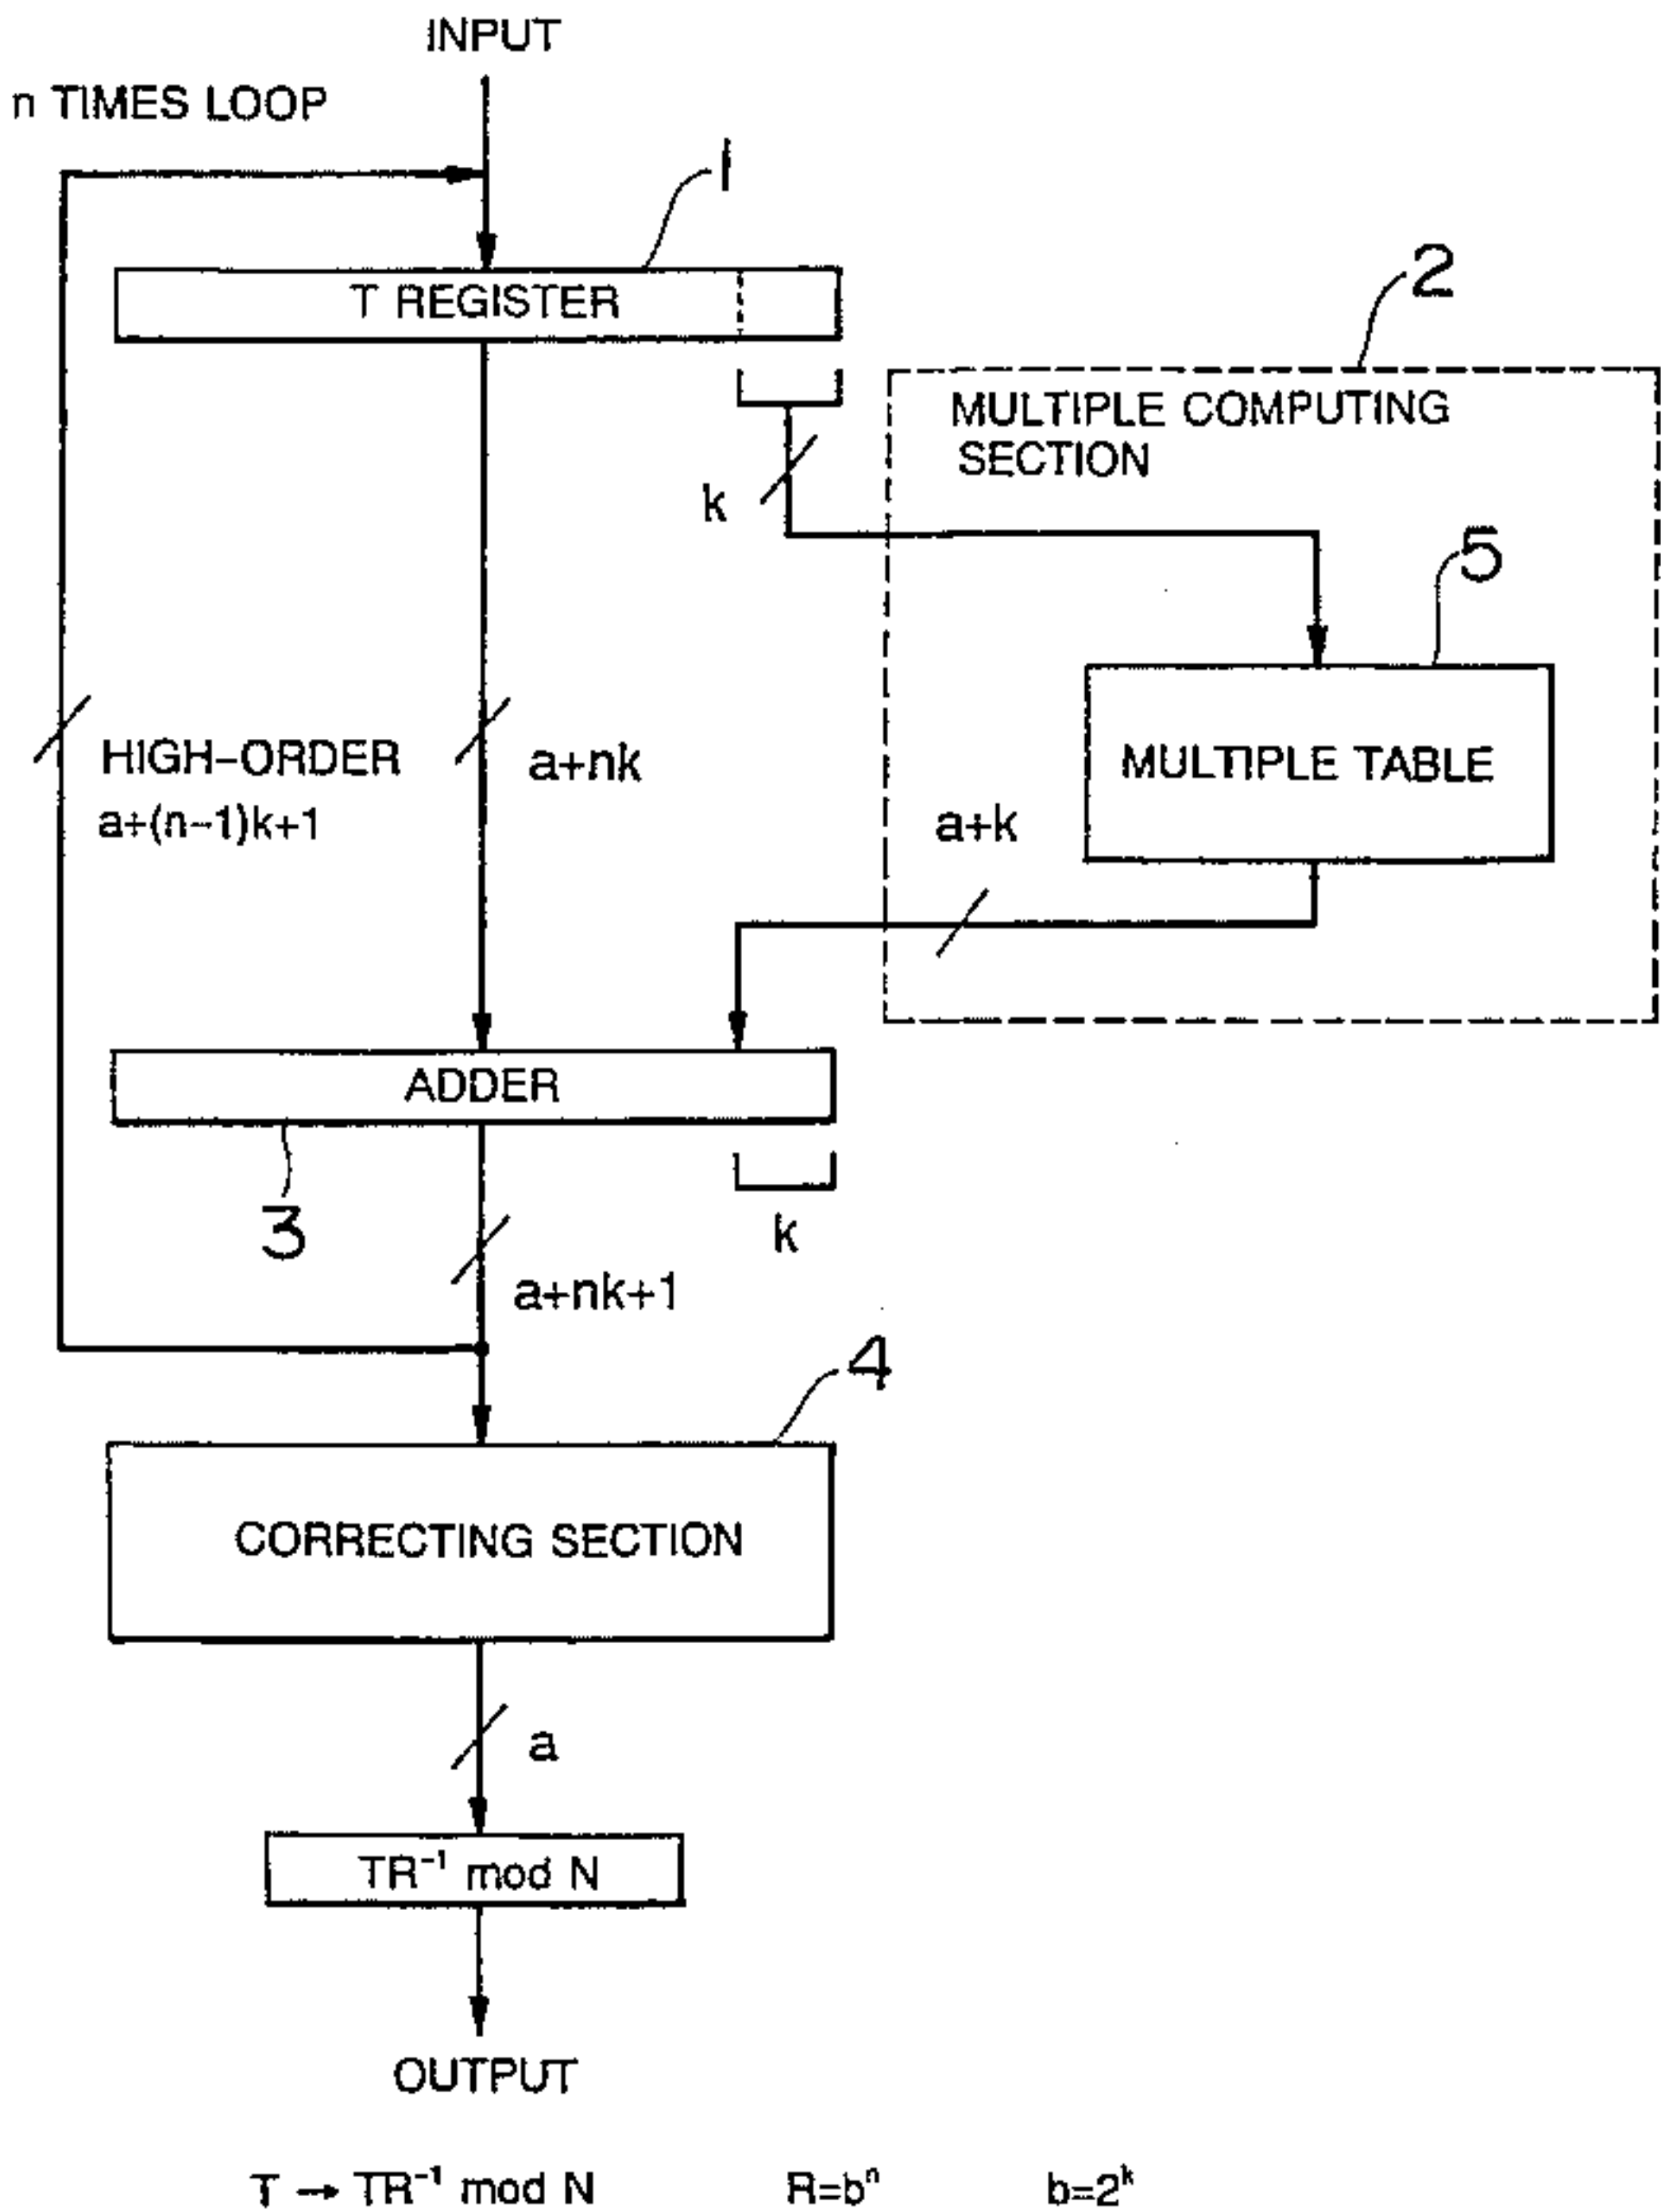 INPUT
n TIMES LOOP
1
T REGISTER
2
MULTIPLE COMPUTING
SECTION
k
5
HIGH-ORDER
a+(n-1)k+1
a+nk
MULTIPLE TABLE
a+k
ADDER
3
k
a+nk+1
4
CORRECTING SECTION
a
TR⁻¹ mod N
OUTPUT
T → TR⁻¹ mod N R=bⁿ b=2ᵏ